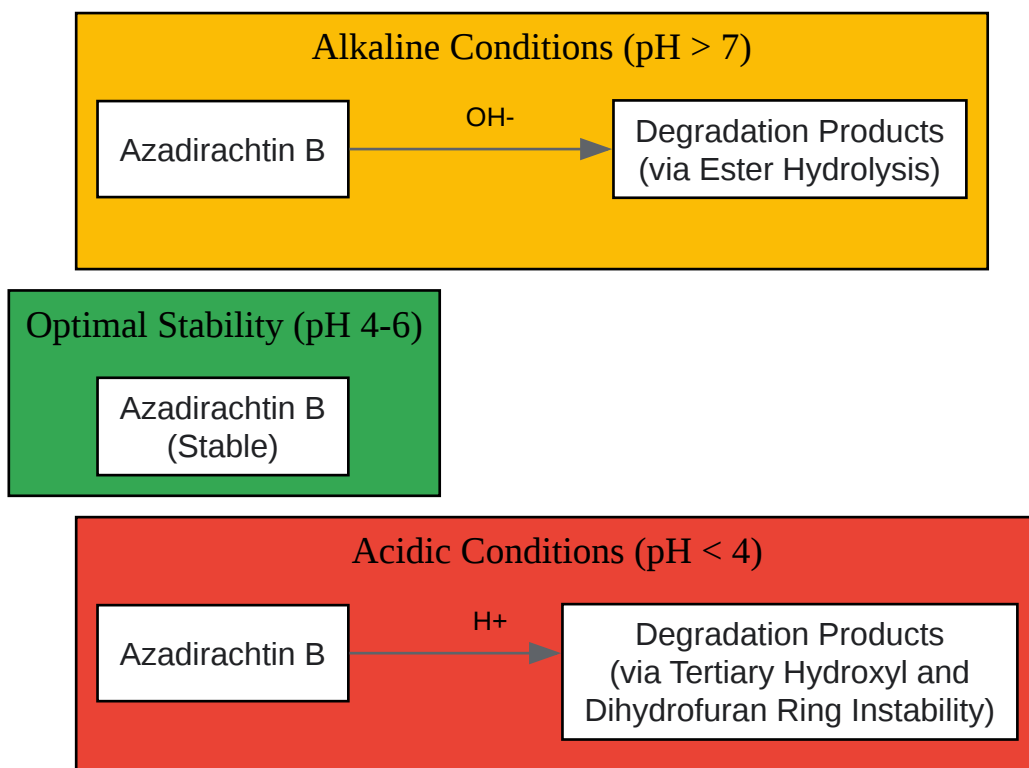 Alkaline Conditions (pH > 7)
Azadirachtin B
OH-
Degradation Products
(via Ester Hydrolysis)
Optimal Stability (pH 4-6)
Azadirachtin B
(Stable)
Acidic Conditions (pH < 4)
Azadirachtin B
H+
Degradation Products
(via Tertiary Hydroxyl and
Dihydrofuran Ring Instability)